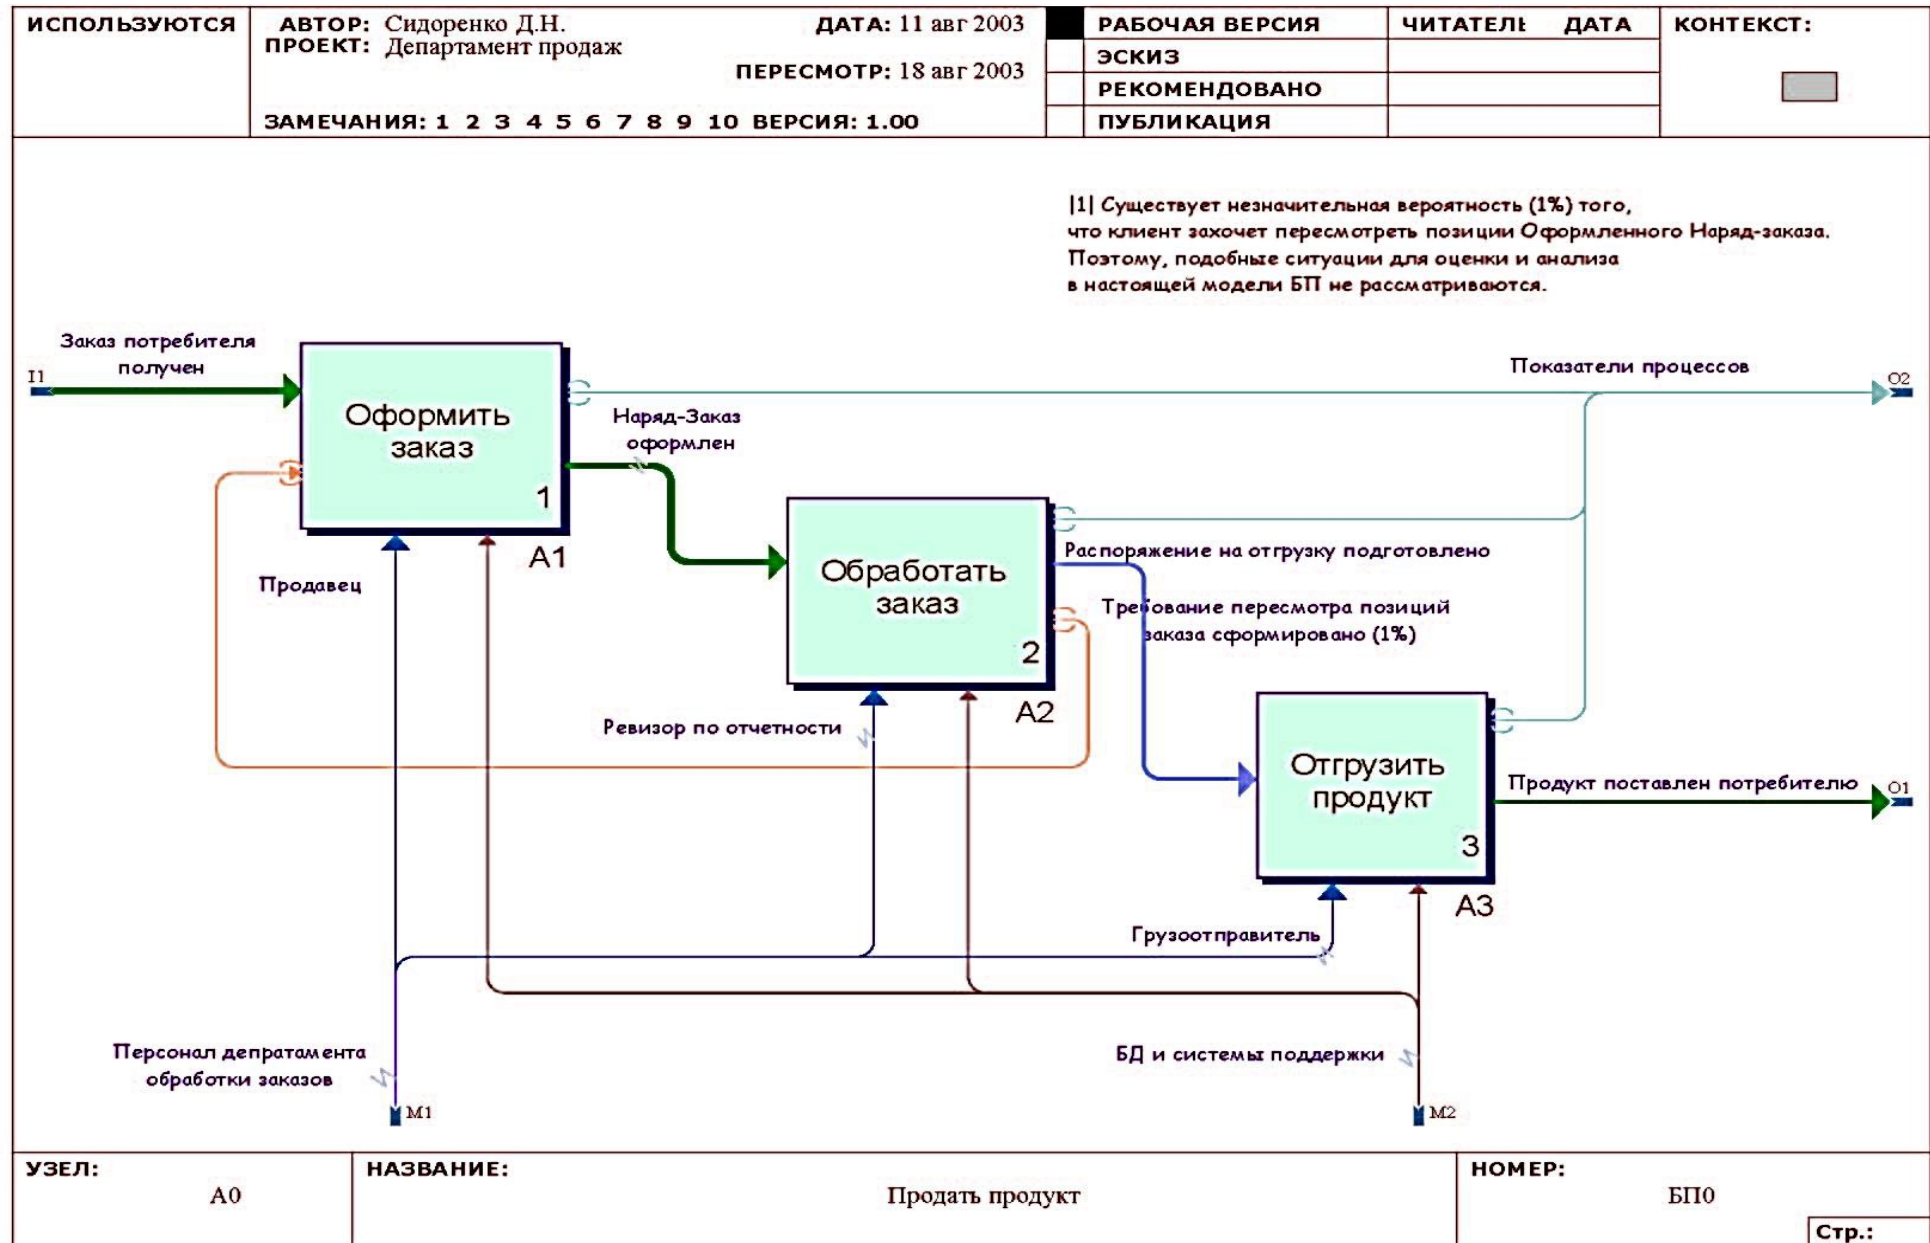 ИСПОЛЬЗУЮТСЯ
АВТОР: Сидоренко Д.Н.
ДАТА: 11 авг 2003
ПРОЕКТ: Департамент продаж
ПЕРЕСМОТР: 18 авг 2003
ЗАМЕЧАНИЯ: 1 2 3 4 5 6 7 8 9 10 ВЕРСИЯ: 1.00
РАБОЧАЯ ВЕРСИЯ
ЭСКИЗ
РЕКОМЕНДОВАНО
ПУБЛИКАЦИЯ
ЧИТАТЕЛЬ ДАТА
КОНТЕКСТ:
|1| Существует незначительная вероятность (1%) того,
что клиент захочет пересмотреть позиции Оформленного Наряд-заказа.
Поэтому, подобные ситуации для оценки и анализа
в настоящей модели БП не рассматриваются.
Заказ потребителя
получен
I1
Оформить
заказ
1
A1
Показатели процессов
O2
Наряд-Заказ
оформлен
Продавец
Обработать
заказ
2
A2
Распоряжение на отгрузку подготовлено
Требование пересмотра позиций
заказа сформировано (1%)
Ревизор по отчетности
Отгрузить
продукт
3
A3
Продукт поставлен потребителю
O1
Грузоотправитель
Персонал депратамента
обработки заказов
M1
БД и системы поддержки
M2
УЗЕЛ:
A0
НАЗВАНИЕ:
Продать продукт
НОМЕР:
БП0
Стр.: